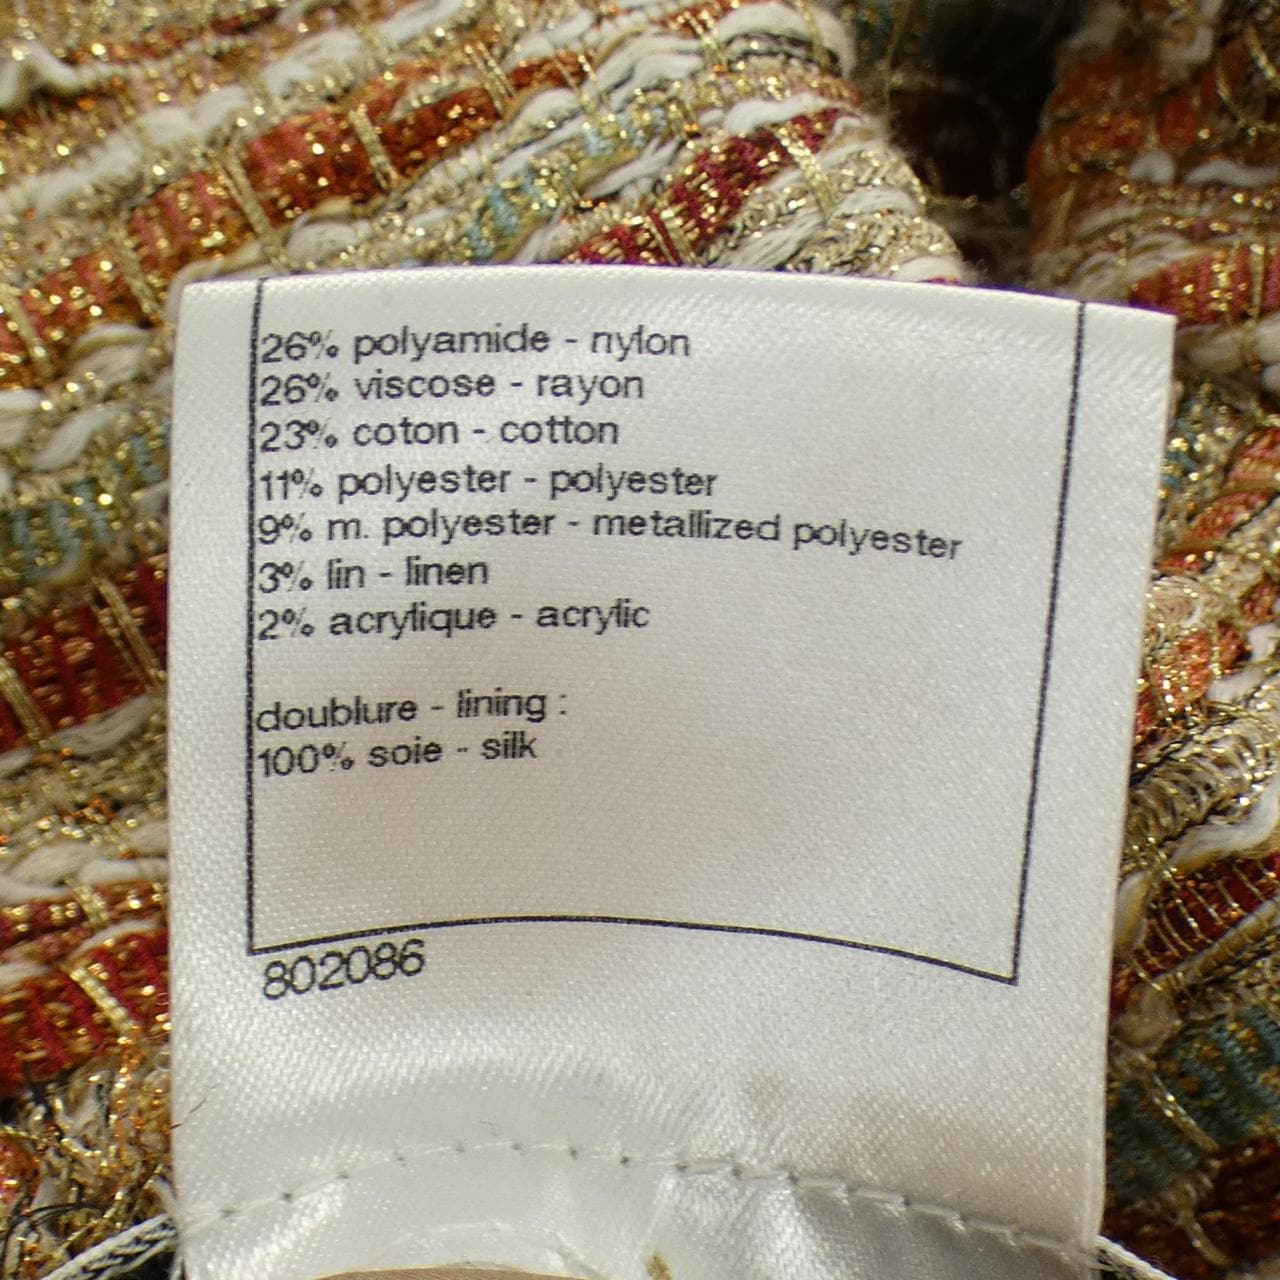 26% polyamide - nylon
26% viscose - rayon
23% coton - cotton
11% polyester - polyester
9% m. polyester - metallized polyester
3% lin - linen
2% acrylique - acrylic
doublure - lining :
100% soie - silk
802086